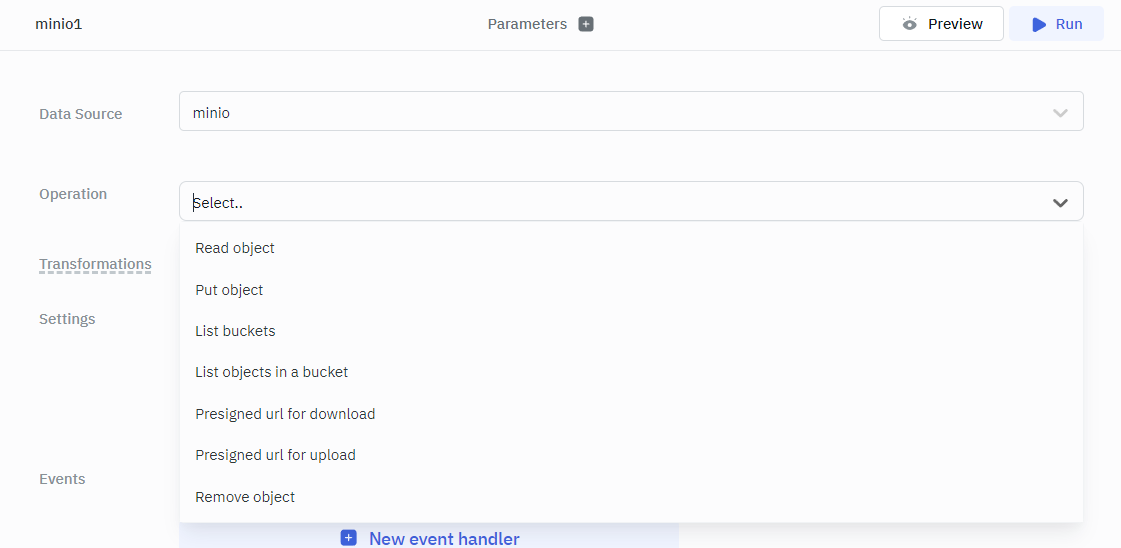 minio1
Parameters
Preview
Run
Data Source
minio
Operation
Select..
Read object
Transformations
Put object
Settings
List buckets
List objects in a bucket
Presigned url for download
Presigned url for upload
Events
Remove object
New event handler